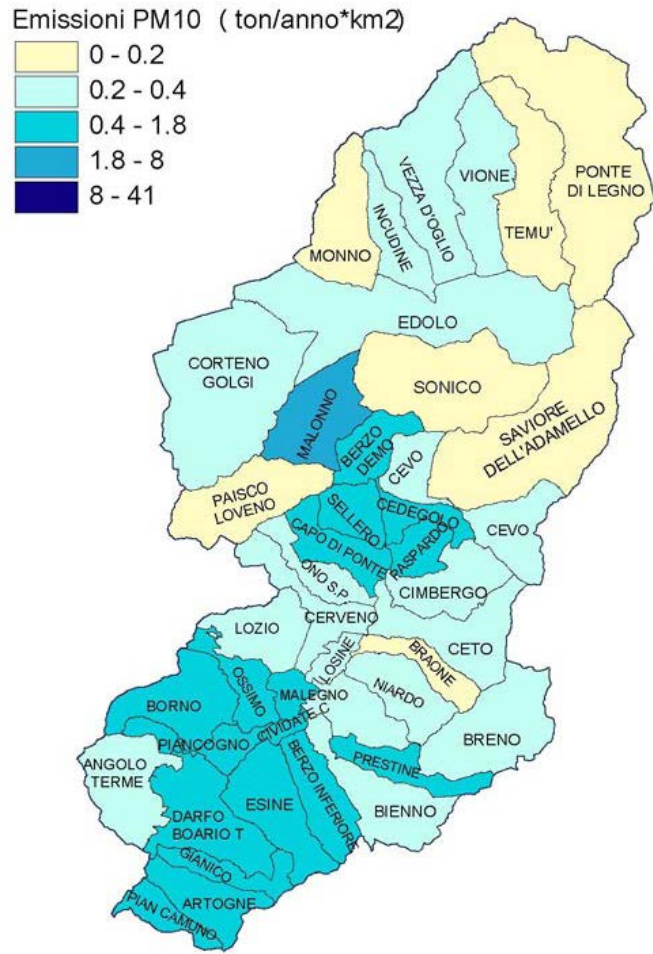 Emissioni PM10 ( ton/anno*km2)
0 - 0.2
0.2 - 0.4
0.4 - 1.8
1.8 - 8
8 - 41
VEZZA D'OGLIO
VIONE
PONTE
DI LEGNO
TEMU'
INCUDINE
MONNO
EDOLO
CORTENO
GOLGI
SONICO
SAVIORE
DELL'ADAMELLO
MALONNO
BERZO
DEMO
CEVO
PAISCO
LOVENO
SELLERO
CEDEGOLO
CEVO
CAPO DI PONTE
PASPARDO
ONO S.P.
CIMBERGO
LOZIO
CERVENO
LOSINE
BRAONE
CETO
OSSIMO
MALEGNO
NIARDO
BORNO
CIVIDATE C
PIANCOGNO
BRENO
ANGOLO
TERME
PRESTINE
ESINE
BERZO INFERIORE
BIENNO
DARFO
BOARIO T
GIANICO
ARTOGNE
PIAN CAMUNO